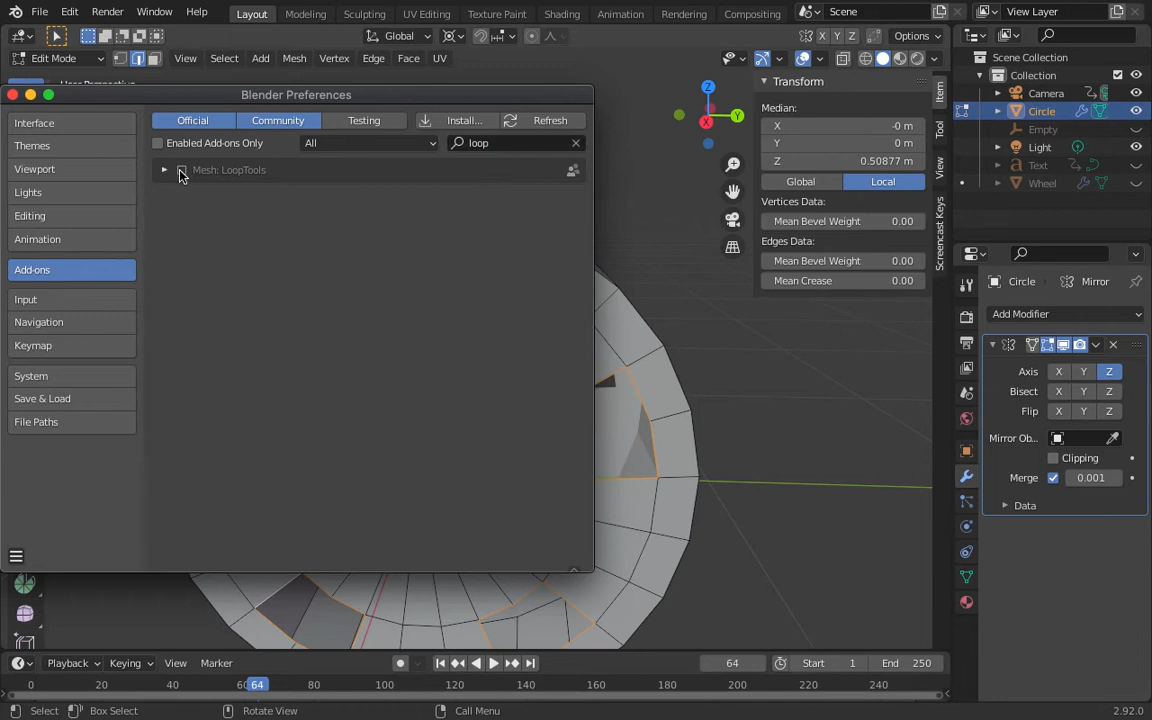 File Edit Render Window Help Layout Modeling Sculpting UV Editing Texture Paint Shading Animation Rendering Compositing Scene View Layer
Global X Y Z Options
Edit Mode View Select Add Mesh Vertex Edge Face UV
Blender Preferences
Interface
Themes
Viewport
Lights
Editing
Animation
Add-ons
Input
Navigation
Keymap
System
Save & Load
File Paths
Official Community Testing Install... Refresh
Enabled Add-ons Only All loop
Mesh: LoopTools
Z
Y
X
Transform
Median:
X -0 m
Y 0 m
Z 0.50877 m
Global Local
Vertices Data:
Mean Bevel Weight 0.00
Edges Data:
Mean Bevel Weight 0.00
Mean Crease 0.00
Item
Tool
View
Screencast Keys
Scene Collection
Collection
Camera
Circle
Empty
Light
Text
Wheel
Circle Mirror
Add Modifier
Axis X Y Z
Bisect X Y Z
Flip X Y Z
Mirror Ob...
Clipping
Merge 0.001
Data
Playback Keying View Marker 64 Start 1 End 250
0 20 40 64 80 100 120 140 160 180 200 220 240
Select Box Select Rotate View Call Menu 2.92.0